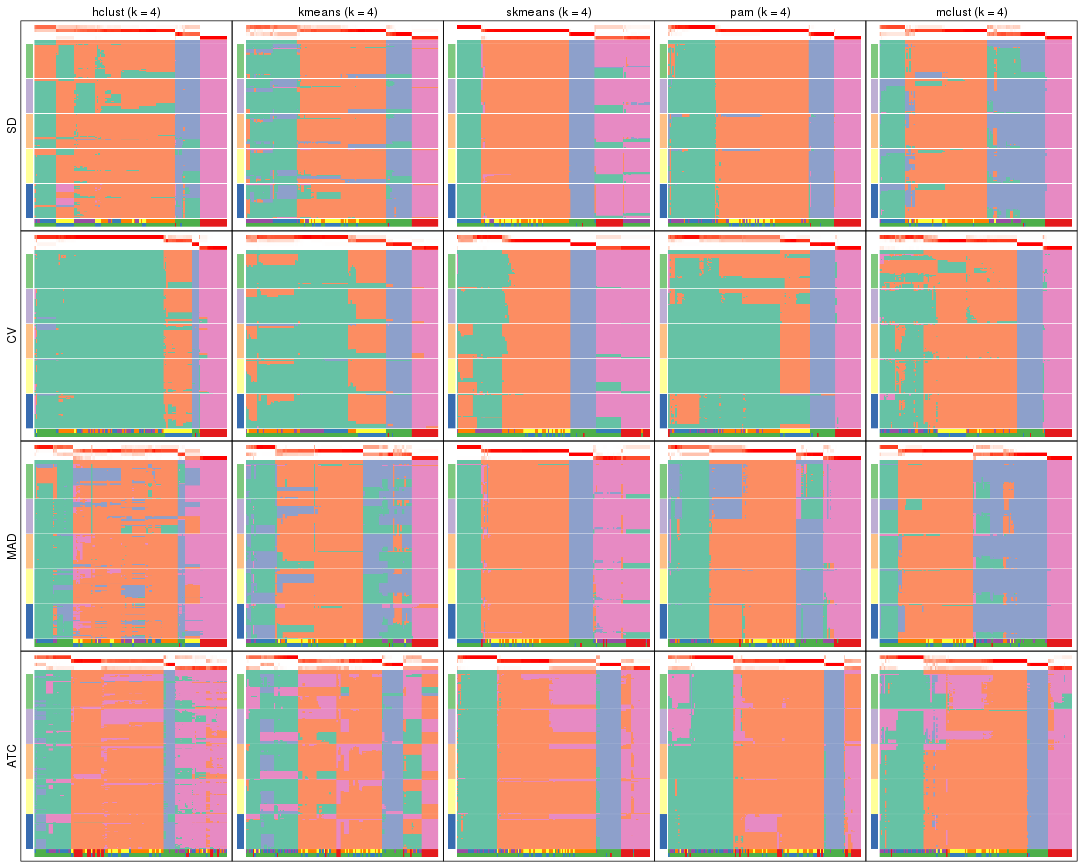 hclust (k = 4)
kmeans (k = 4)
skmeans (k = 4)
pam (k = 4)
mclust (k = 4)
SD
CV
MAD
ATC